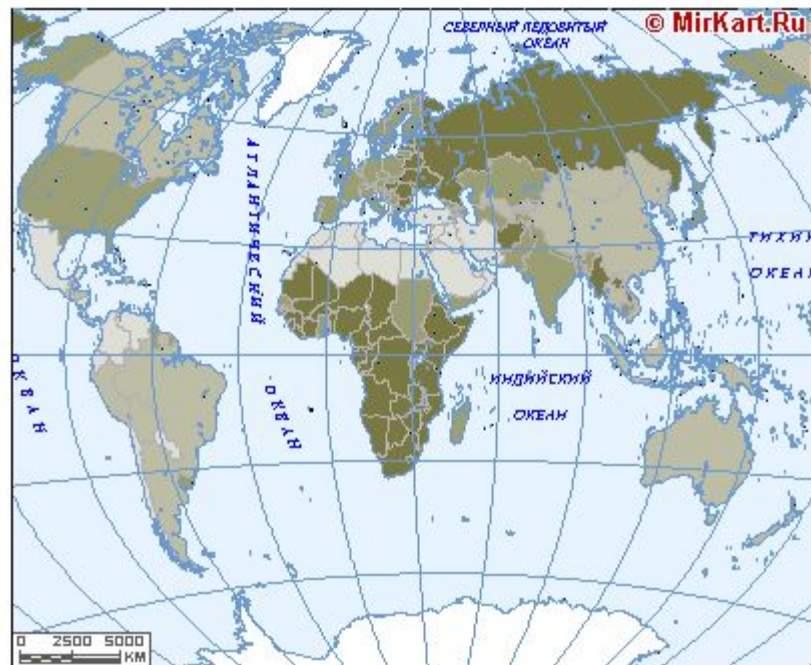 © MirKart.Ru
СЕВЕРНЫЙ ЛЕДОВИТЫЙ
ОКЕАН
АТЛАНТИЧЕСКИЙ
ОКЕАН
ТИХИЙ
ОКЕАН
ИНДИЙСКИЙ
ОКЕАН
ОКЕАН
0 2500 5000
КМ